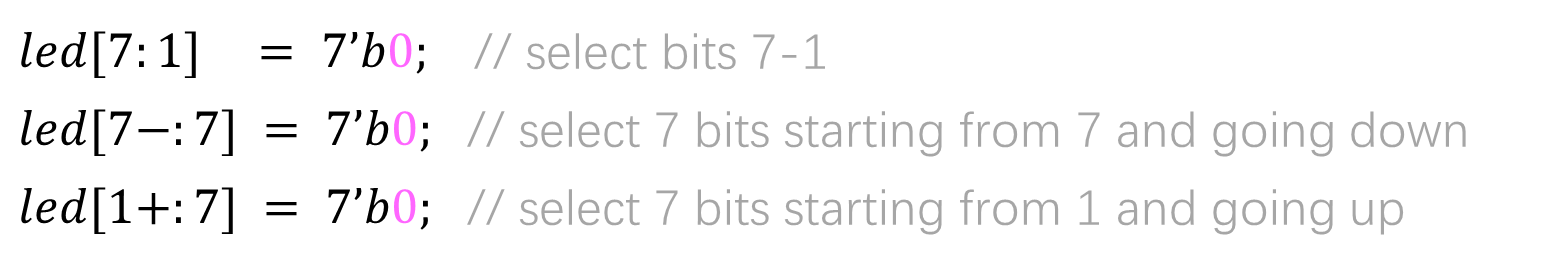 led[7:1] = 7’b0; // select bits 7-1
led[7−:7] = 7’b0; // select 7 bits starting from 7 and going down
led[1+:7] = 7’b0; // select 7 bits starting from 1 and going up